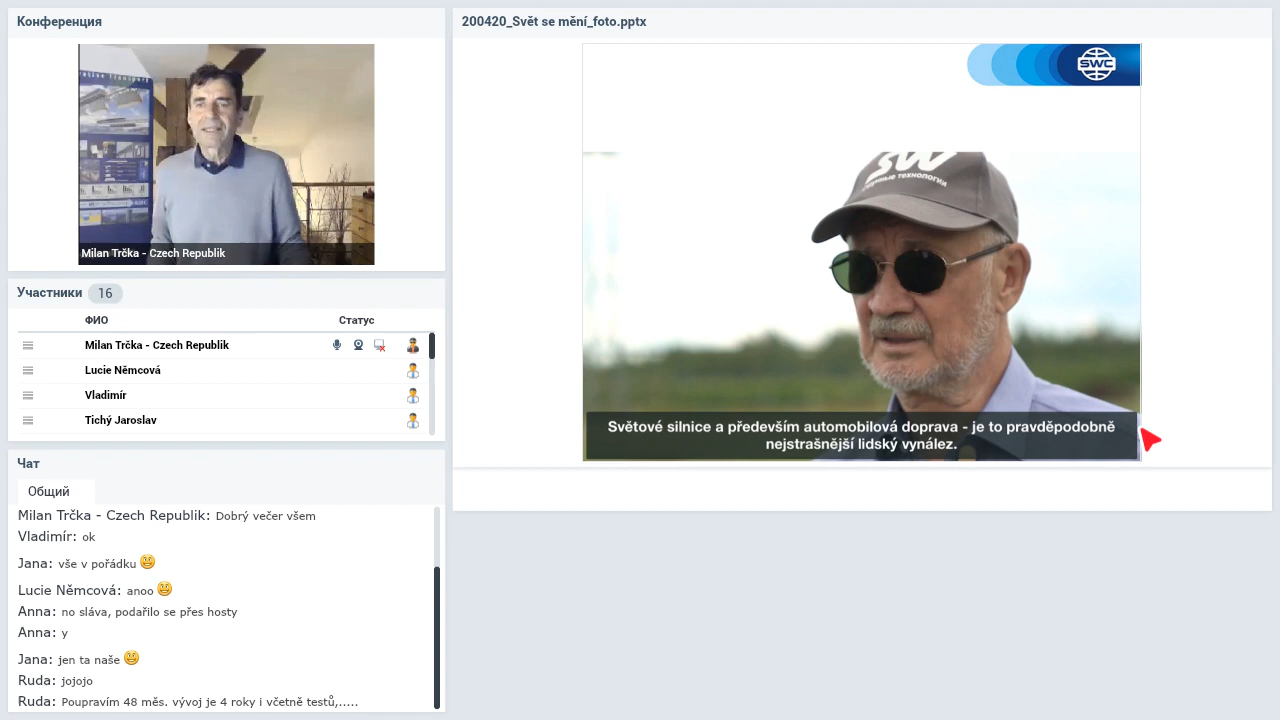 Конференция
Milan Trčka - Czech Republik
Участники 16
ФИО Статус
Milan Trčka - Czech Republik
Lucie Němcová
Vladimír
Tichý Jaroslav
Чат
Общий
Milan Trčka - Czech Republik: Dobrý večer všem
Vladimír: ok
Jana: vše v pořádku
Lucie Němcová: anoo
Anna: no sláva, podařilo se přes hosty
Anna: y
Jana: jen ta naše
Ruda: jojojo
Ruda: Poupravím 48 měs. vývoj je 4 roky i včetně testů,.....
200420_Svět se mění_foto.pptx
SWC
SW
технологии
Světové silnice a především automobilová doprava - je to pravděpodobně
nejstrašnější lidský vynález.